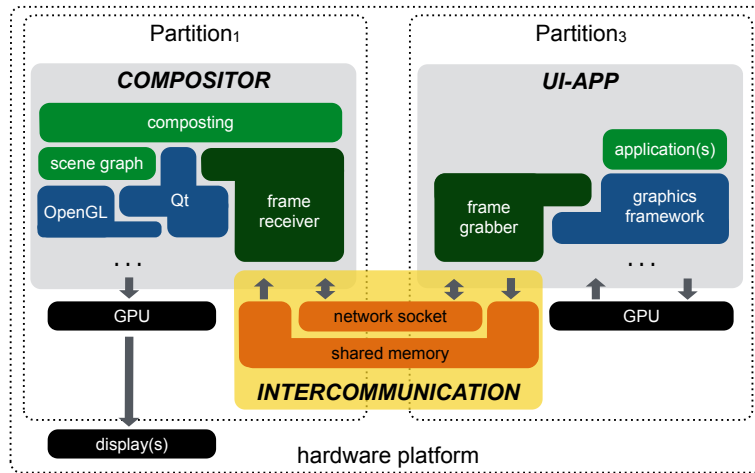 Partition₁
COMPOSITOR
composting
scene graph
OpenGL
Qt
frame
receiver
...
GPU
display(s)
Partition₃
UI-APP
application(s)
graphics
framework
frame
grabber
...
GPU
network socket
shared memory
INTERCOMMUNICATION
hardware platform